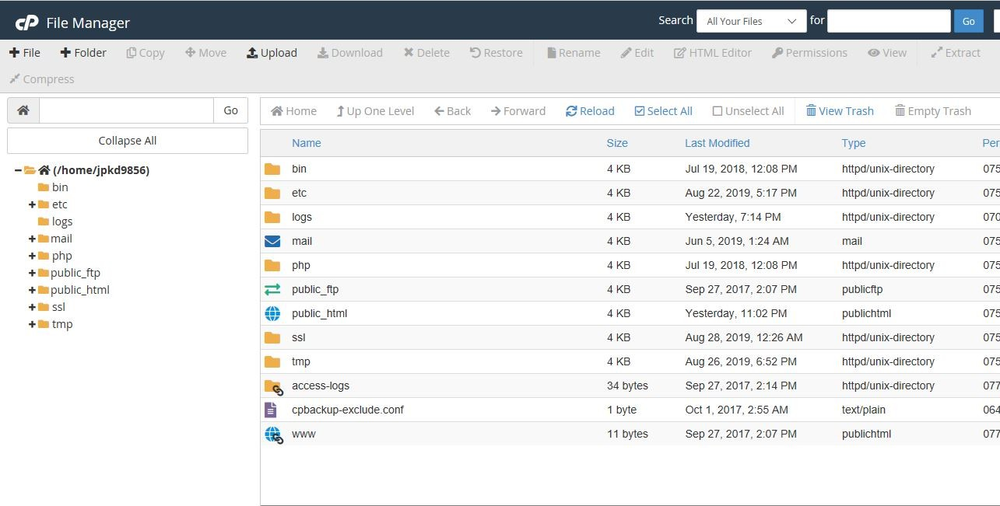 cP File Manager Search All Your Files for Go
File Folder Copy Move Upload Download Delete Restore Rename Edit HTML Editor Permissions View Extract
Compress
Go Home Up One Level Back Forward Reload Select All Unselect All View Trash Empty Trash
Collapse All
(/home/jpkd9856)
bin
etc
logs
mail
php
public_ftp
public_html
ssl
tmp
Name Size Last Modified Type Per
bin 4 KB Jul 19, 2018, 12:08 PM httpd/unix-directory 075
etc 4 KB Aug 22, 2019, 5:17 PM httpd/unix-directory 075
logs 4 KB Yesterday, 7:14 PM httpd/unix-directory 070
mail 4 KB Jun 5, 2019, 1:24 AM mail 075
php 4 KB Jul 19, 2018, 12:08 PM httpd/unix-directory 075
public_ftp 4 KB Sep 27, 2017, 2:07 PM publicftp 075
public_html 4 KB Yesterday, 11:02 PM publichtml 075
ssl 4 KB Aug 28, 2019, 12:26 AM httpd/unix-directory 075
tmp 4 KB Aug 26, 2019, 6:52 PM httpd/unix-directory 075
access-logs 34 bytes Sep 27, 2017, 2:14 PM httpd/unix-directory 077
cpbackup-exclude.conf 1 byte Oct 1, 2017, 2:55 AM text/plain 064
www 11 bytes Sep 27, 2017, 2:07 PM publichtml 077